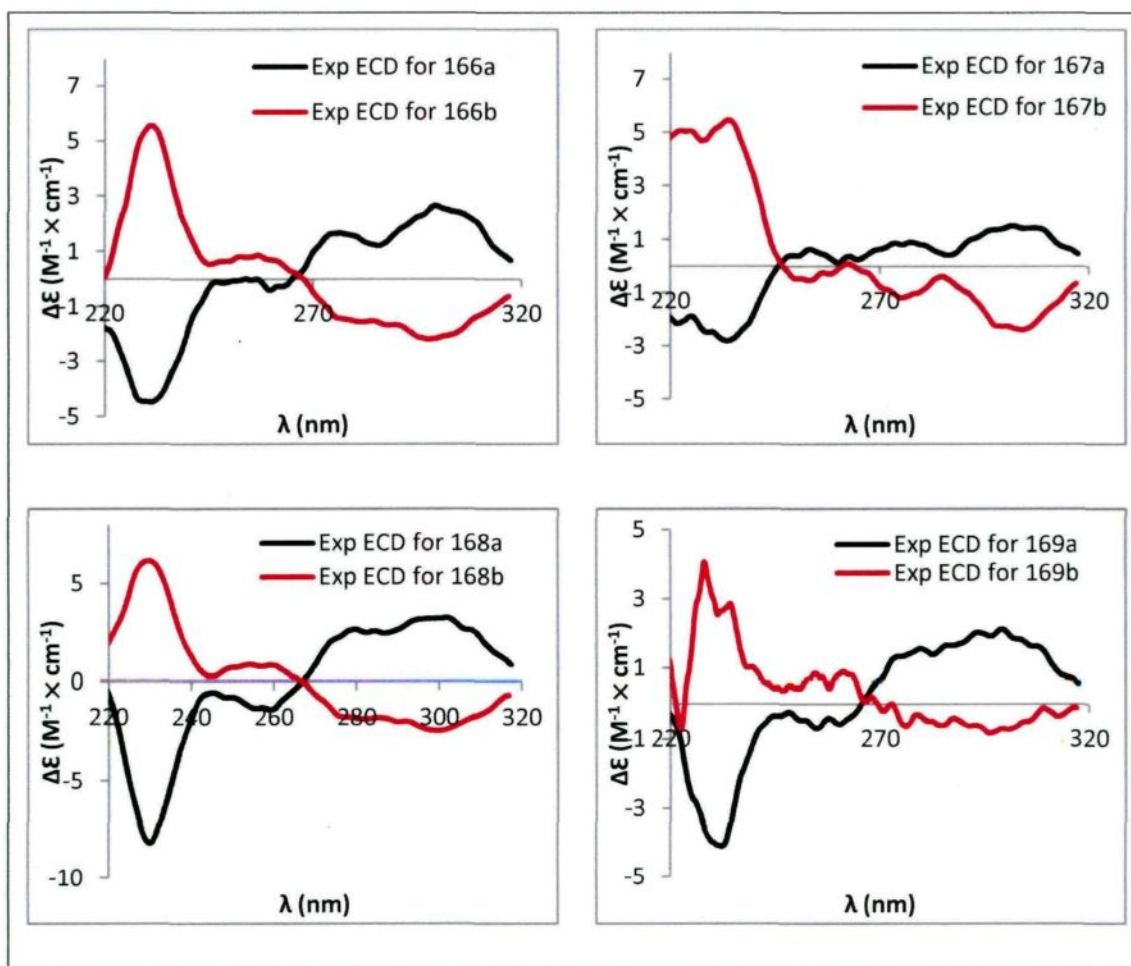 Exp ECD for 166a
Exp ECD for 166b
7
5
3
1
-1
-3
-5
220
270
320
Δε (M⁻¹ × cm⁻¹)
λ (nm)
Exp ECD for 167a
Exp ECD for 167b
7
5
3
1
-1
-3
-5
220
270
320
Δε (M⁻¹ × cm⁻¹)
λ (nm)
Exp ECD for 168a
Exp ECD for 168b
5
0
-5
-10
220
240
260
280
300
320
Δε (M⁻¹ × cm⁻¹)
λ (nm)
Exp ECD for 169a
Exp ECD for 169b
5
3
1
-1
-3
-5
220
270
320
Δε (M⁻¹ × cm⁻¹)
λ (nm)